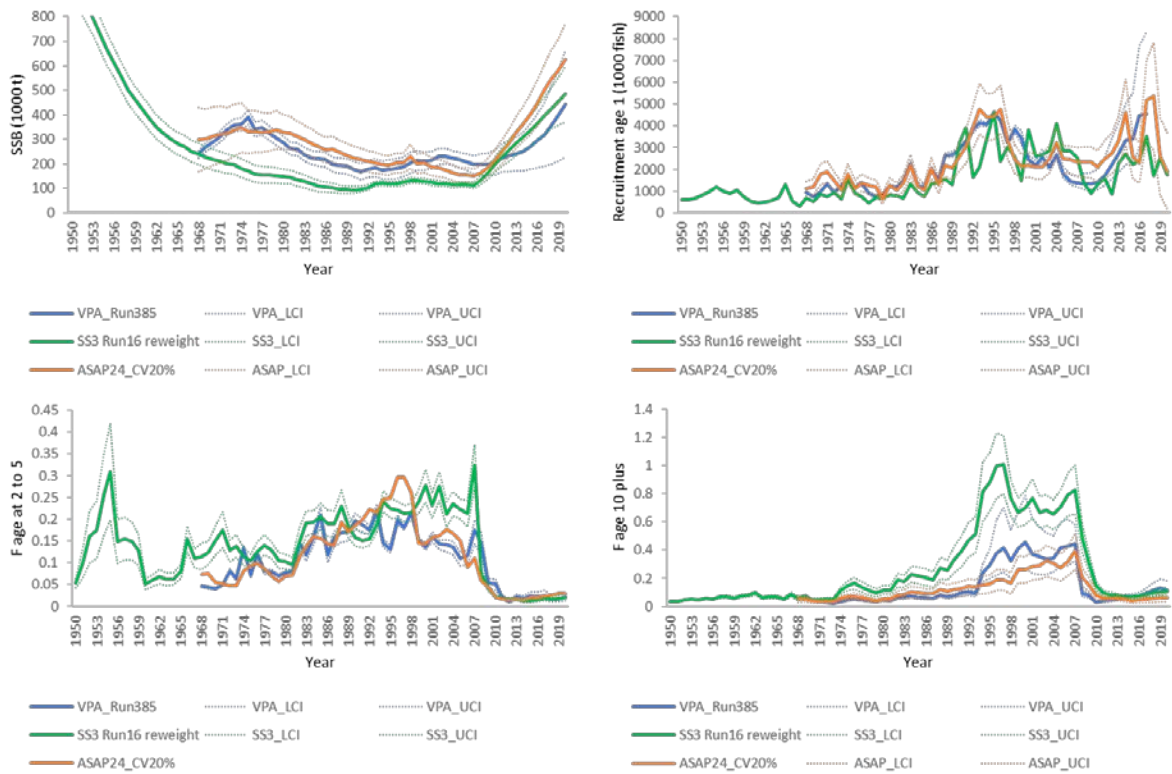 800
700
600
500
400
300
200
100
0
SSB (1000 t)
1950 1953 1956 1959 1962 1965 1968 1971 1974 1977 1980 1983 1986 1989 1992 1995 1998 2001 2004 2007 2010 2013 2016 2019
Year
VPA_Run385 VPA_LCI VPA_UCI
SS3 Run16 reweight SS3_LCI SS3_UCI
ASAP24_CV20% ASAP_LCI ASAP_UCI
9000
8000
7000
6000
5000
4000
3000
2000
1000
0
Recruitment age 1 (1000 fish)
1950 1953 1956 1959 1962 1965 1968 1971 1974 1977 1980 1983 1986 1989 1992 1995 1998 2001 2004 2007 2010 2013 2016 2019
Year
VPA_Run385 VPA_LCI VPA_UCI
SS3 Run16 reweight SS3_LCI SS3_UCI
ASAP24_CV20% ASAP_LCI ASAP_UCI
0.45
0.4
0.35
0.3
0.25
0.2
0.15
0.1
0.05
0
F age at 2 to 5
1950 1953 1956 1959 1962 1965 1968 1971 1974 1977 1980 1983 1986 1989 1992 1995 1998 2001 2004 2007 2010 2013 2016 2019
Year
VPA_Run385 VPA_LCI VPA_UCI
SS3 Run16 reweight SS3_LCI SS3_UCI
ASAP24_CV20%
1.4
1.2
1
0.8
0.6
0.4
0.2
0
F age 10 plus
1950 1953 1956 1959 1962 1965 1968 1971 1974 1977 1980 1983 1986 1989 1992 1995 1998 2001 2004 2007 2010 2013 2016 2019
Year
VPA_Run385 VPA_LCI VPA_UCI
SS3 Run16 reweight SS3_LCI SS3_UCI
ASAP24_CV20% ASAP_LCI ASAP_UCI